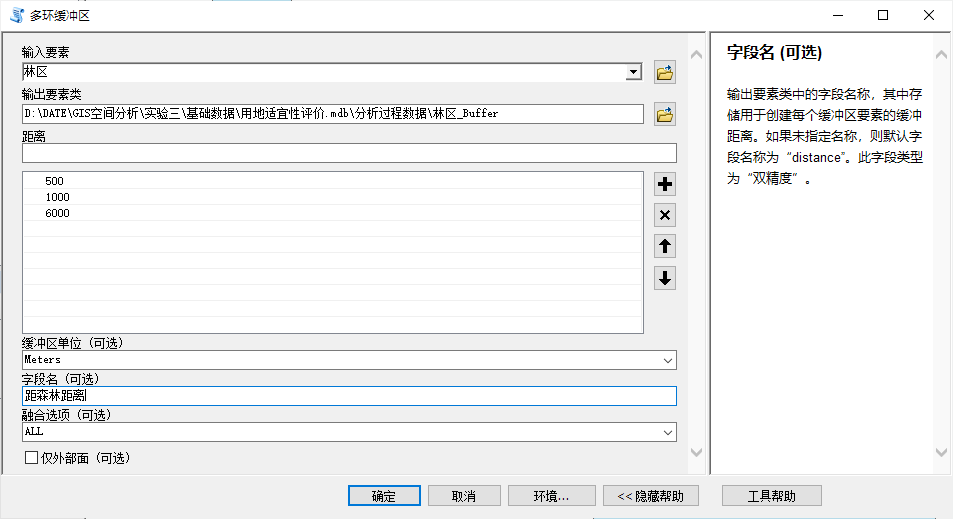 多环缓冲区
输入要素
林区
输出要素类
D:\DATE\GIS空间分析\实验三\基础数据\用地适宜性评价.mdb\分析过程数据\林区_Buffer
距离
500
1000
6000
缓冲区单位（可选）
Meters
字段名（可选）
距森林距离
融合选项（可选）
ALL
仅外部面（可选）
确定
取消
环境...
<< 隐藏帮助
工具帮助
字段名 (可选)
输出要素类中的字段名称，其中存
储用于创建每个缓冲区要素的缓冲
距离。如果未指定名称，则默认字
段名称为“distance”。此字段类型
为“双精度”。